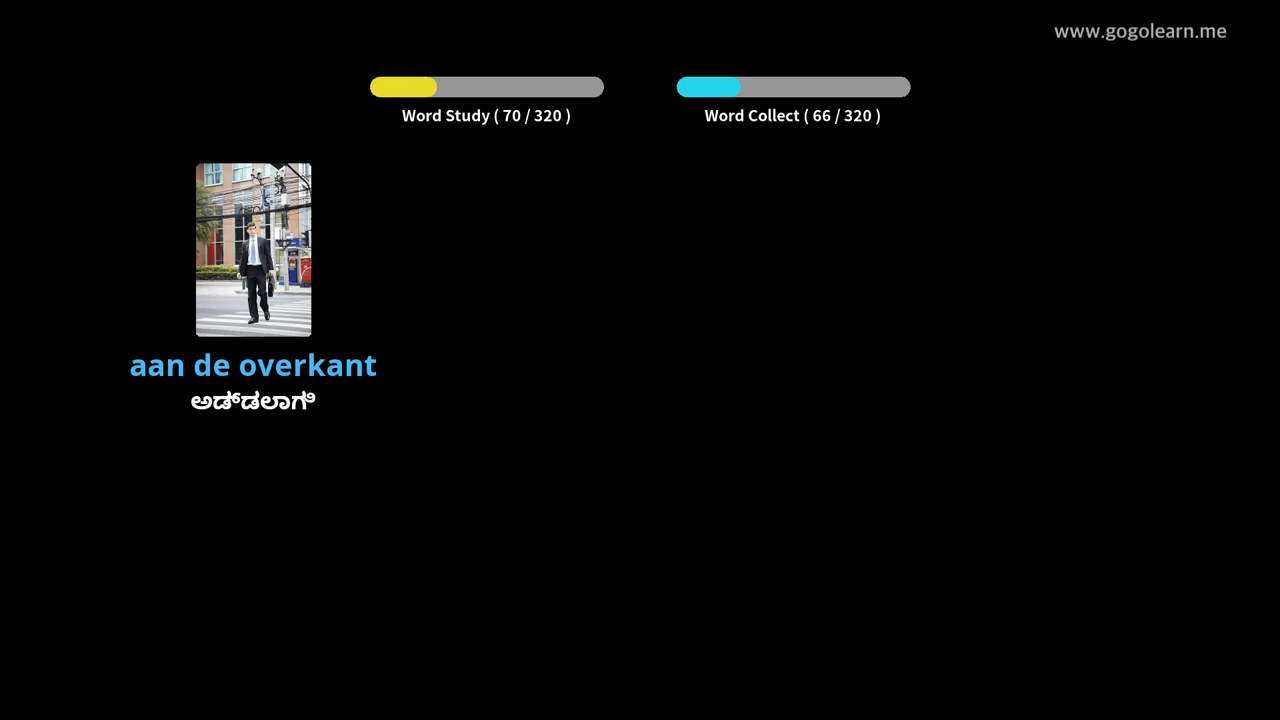 www.gogolearn.me
Word Study ( 70 / 320 )
Word Collect ( 66 / 320 )
aan de overkant
ಅಡ್ಡಲಾಗಿ